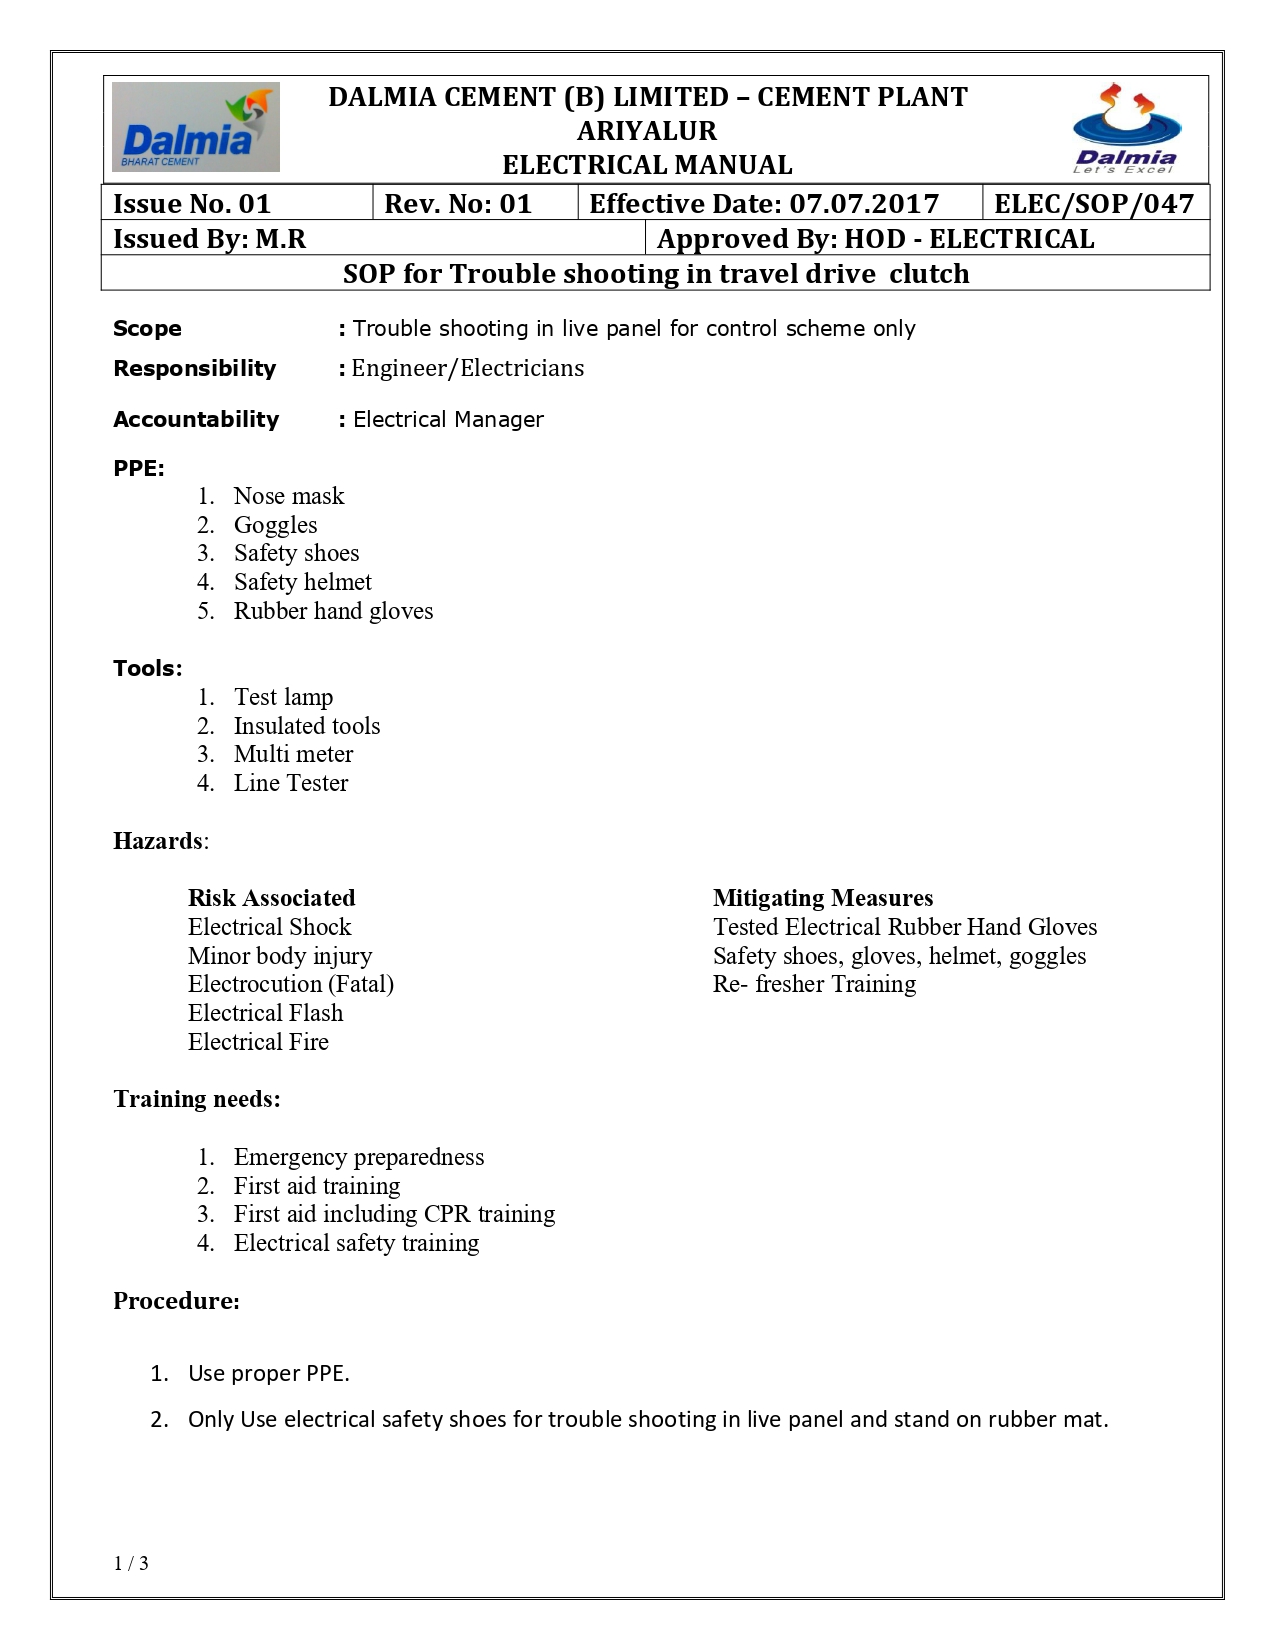 Dalmia
BHARAT CEMENT
DALMIA CEMENT (B) LIMITED – CEMENT PLANT
ARIYALUR
ELECTRICAL MANUAL
Dalmia
Let's Excel
Issue No. 01 Rev. No: 01 Effective Date: 07.07.2017 ELEC/SOP/047
Issued By: M.R Approved By: HOD - ELECTRICAL
SOP for Trouble shooting in travel drive clutch
Scope : Trouble shooting in live panel for control scheme only
Responsibility : Engineer/Electricians
Accountability : Electrical Manager
PPE:
1. Nose mask
2. Goggles
3. Safety shoes
4. Safety helmet
5. Rubber hand gloves
Tools:
1. Test lamp
2. Insulated tools
3. Multi meter
4. Line Tester
Hazards:
Risk Associated Mitigating Measures
Electrical Shock Tested Electrical Rubber Hand Gloves
Minor body injury Safety shoes, gloves, helmet, goggles
Electrocution (Fatal) Re- fresher Training
Electrical Flash
Electrical Fire
Training needs:
1. Emergency preparedness
2. First aid training
3. First aid including CPR training
4. Electrical safety training
Procedure:
1. Use proper PPE.
2. Only Use electrical safety shoes for trouble shooting in live panel and stand on rubber mat.
1 / 3